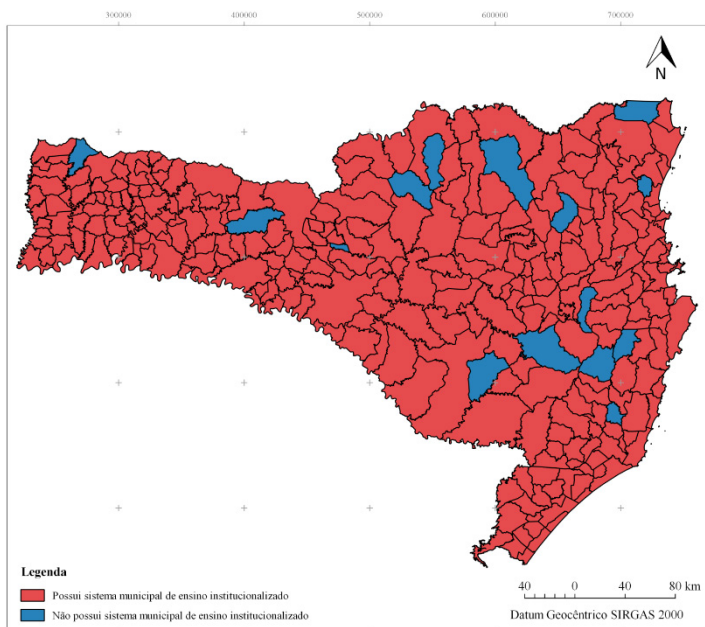 300000 400000 500000 600000 700000
N
Legenda
Possui sistema municipal de ensino institucionalizado
Não possui sistema municipal de ensino institucionalizado
40 0 40 80 km
Datum Geocêntrico SIRGAS 2000